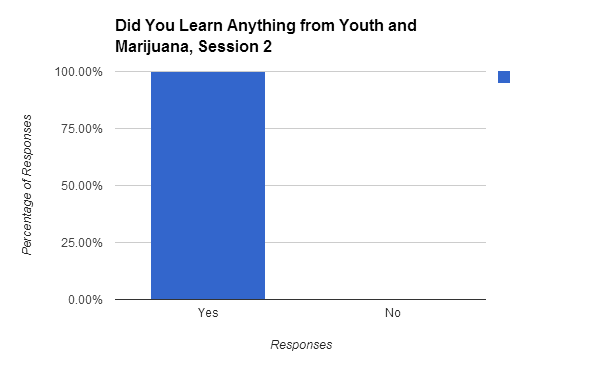 Did You Learn Anything from Youth and
Marijuana, Session 2
100.00%
75.00%
50.00%
25.00%
0.00%
Percentage of Responses
Yes
No
Responses